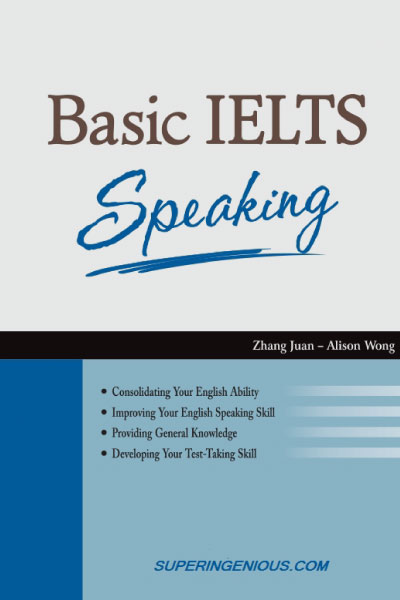 Basic IELTS
Speaking
Zhang Juan – Alison Wong
• Consolidating Your English Ability
• Improving Your English Speaking Skill
• Providing General Knowledge
• Developing Your Test-Taking Skill
SUPERINGENIOUS.COM